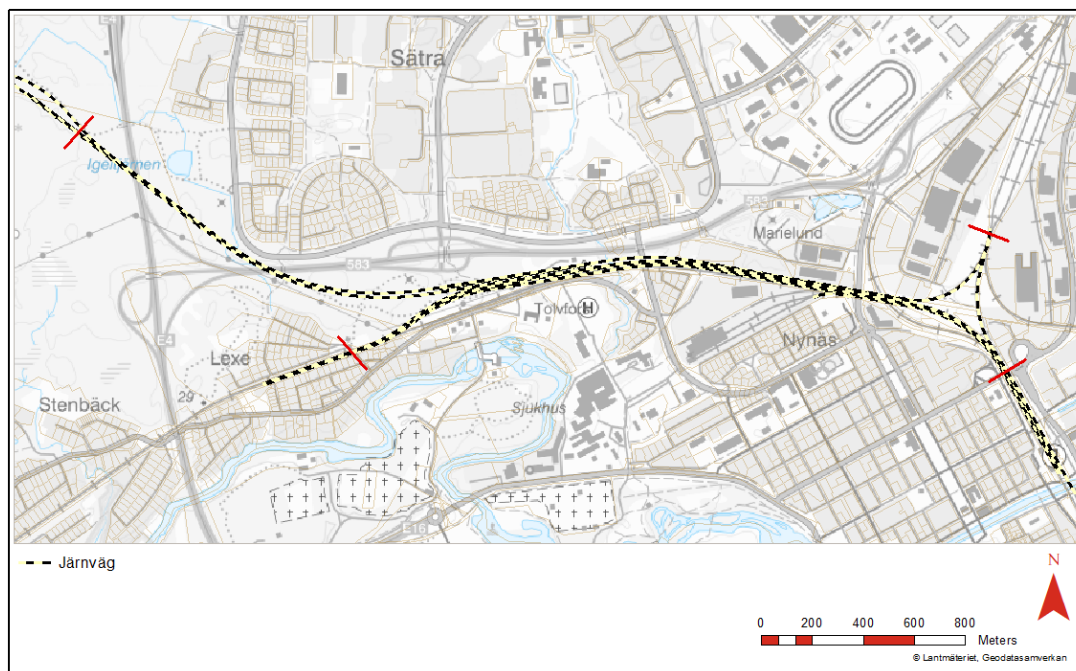 E4
Sätra
583
Igeltjärnen
Marielund
583
Tolvfors
H
E4
Lexe
Nynäs
29
Stenbäck
Sjukhus
E16
Järnväg
N
0 200 400 600 800
Meters
© Lantmäteriet, Geodatasamverkan